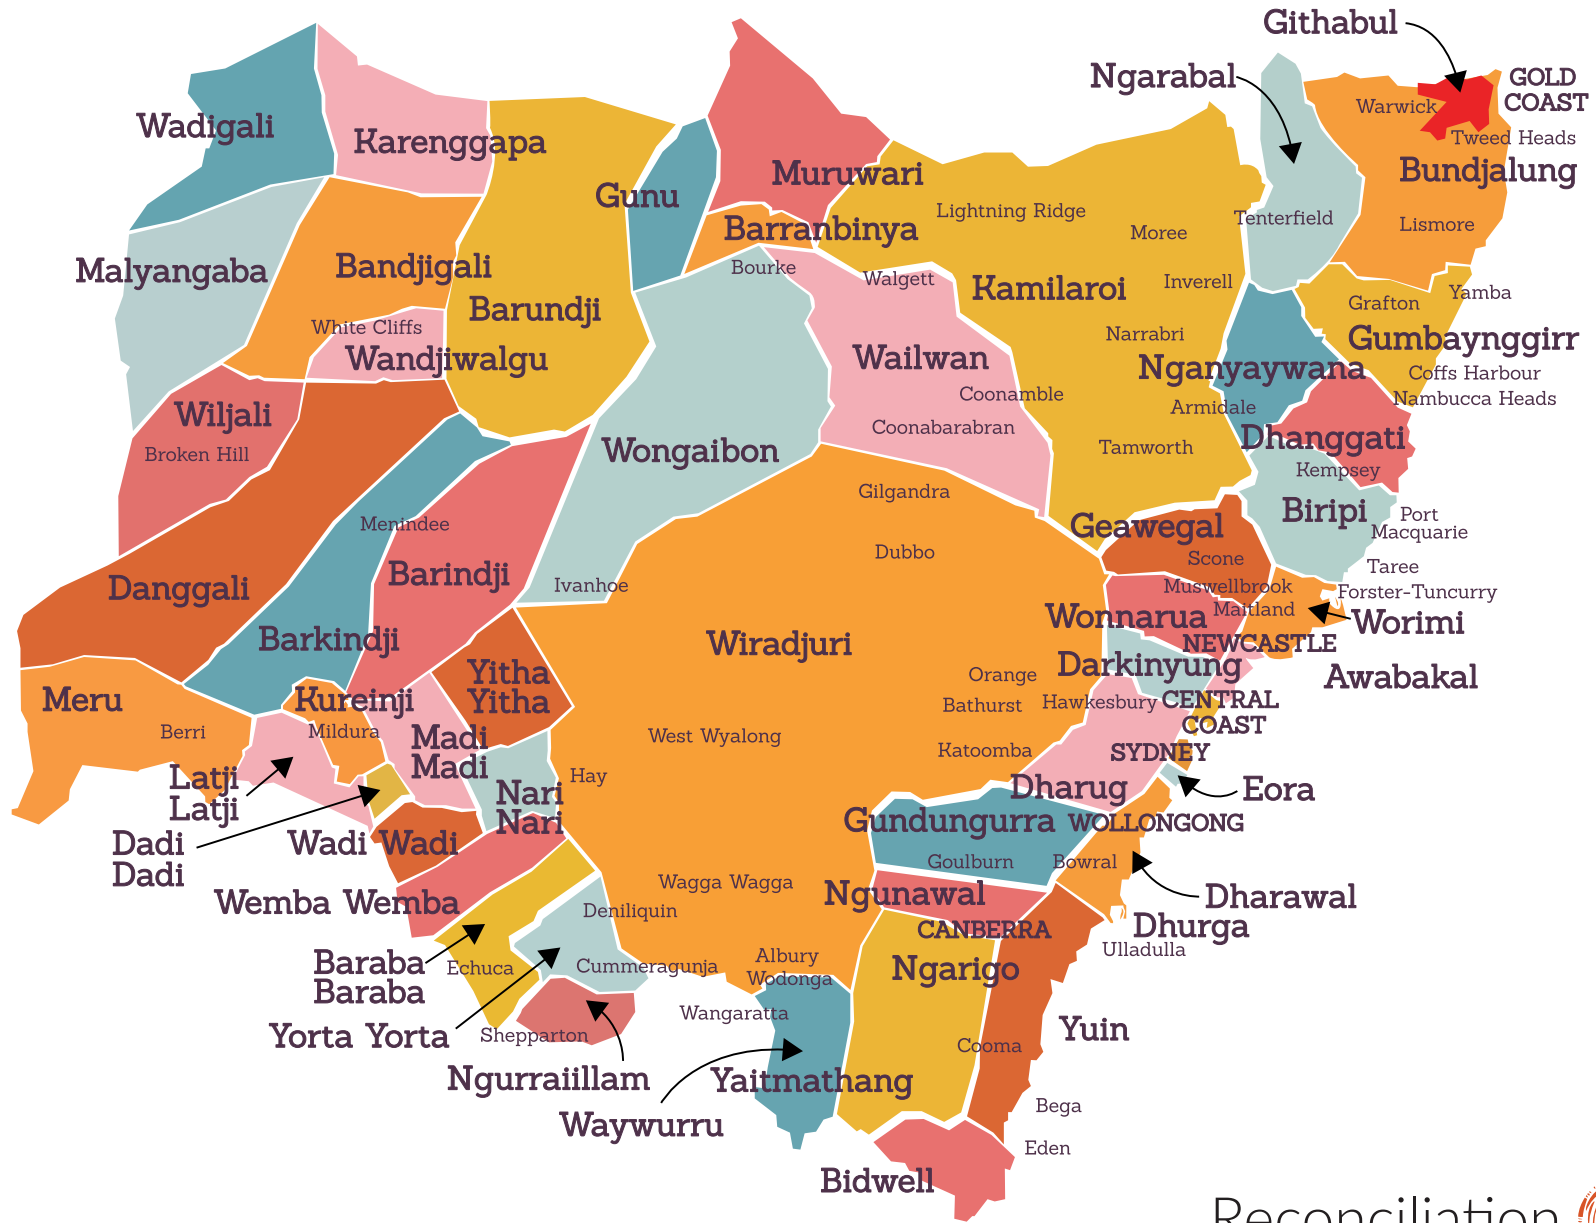 Githabul
Ngarabal
GOLD
COAST
Warwick
Tweed Heads
Bundjalung
Wadigali
Karenggapa
Muruwari
Gunu
Lightning Ridge
Tenterfield
Lismore
Barranbinya
Moree
Malyangaba
Bandjigali
Bourke
Walgett
Kamilaroi
Inverell
Yamba
Grafton
Barundji
White Cliffs
Narrabri
Gumbaynggirr
Wandjiwalgu
Wailwan
Nganyaywana
Coffs Harbour
Coonamble
Nambucca Heads
Wiljali
Armidale
Coonabarabran
Dhanggati
Broken Hill
Wongaibon
Tamworth
Kempsey
Gilgandra
Biripi
Port
Macquarie
Menindee
Geawegal
Dubbo
Scone
Taree
Danggali
Barindji
Ivanhoe
Muswellbrook
Forster-Tuncurry
Wonnarua
Maitland
Worimi
Barkindji
Wiradjuri
NEWCASTLE
Darkinyung
Awabakal
Yitha
Yitha
Orange
Meru
Kureinji
Bathurst
Hawkesbury
CENTRAL
COAST
Berri
Mildura
Madi
Madi
West Wyalong
Katoomba
SYDNEY
Latji
Latji
Hay
Dharug
Eora
Nari
Nari
Gundungurra
WOLLONGONG
Dadi
Dadi
Wadi Wadi
Goulburn
Bowral
Wagga Wagga
Ngunawal
Dharawal
Wemba Wemba
Deniliquin
CANBERRA
Dhurga
Ulladulla
Baraba
Baraba
Echuca
Cummeragunja
Albury
Wodonga
Ngarigo
Yorta Yorta
Shepparton
Wangaratta
Yuin
Cooma
Ngurraiillam
Yaitmathang
Waywurru
Bega
Eden
Bidwell
Reconciliation